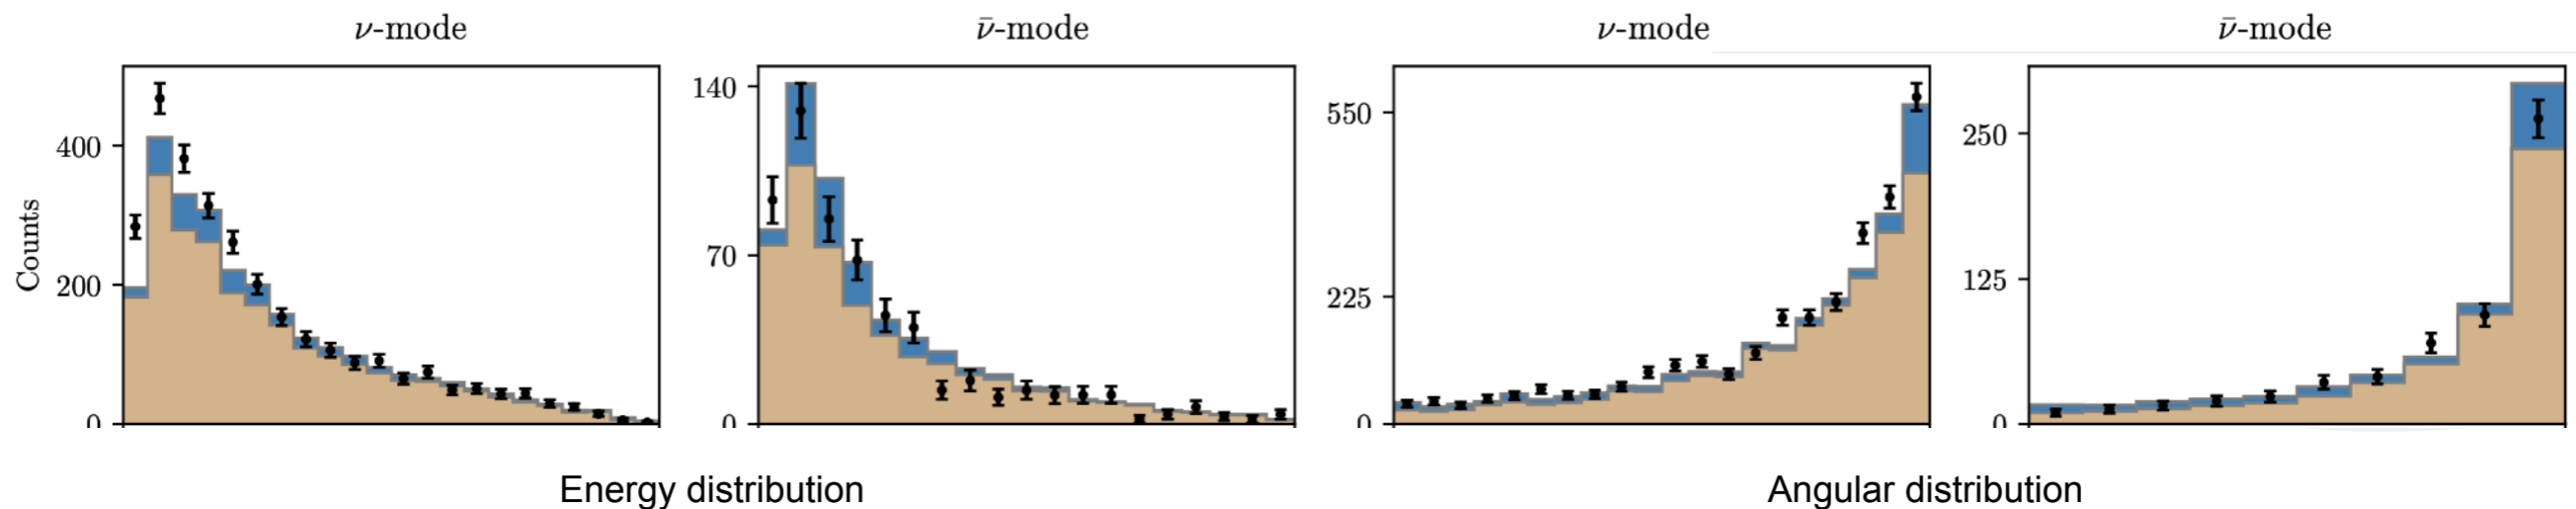 ν-mode
ν̄-mode
ν-mode
ν̄-mode
Counts
400
200
0
140
70
0
550
225
0
250
125
0
Energy distribution
Angular distribution